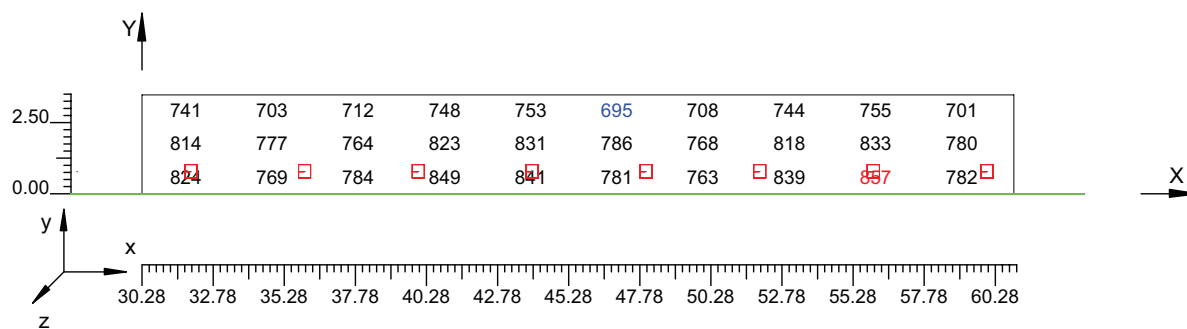 Y
741 703 712 748 753 695 708 744 755 701
2.50
814 777 764 823 831 786 768 818 833 780
824 769 784 849 841 781 763 839 857 782
0.00
X
y
x
30.28 32.78 35.28 37.78 40.28 42.78 45.28 47.78 50.28 52.78 55.28 57.78 60.28
z